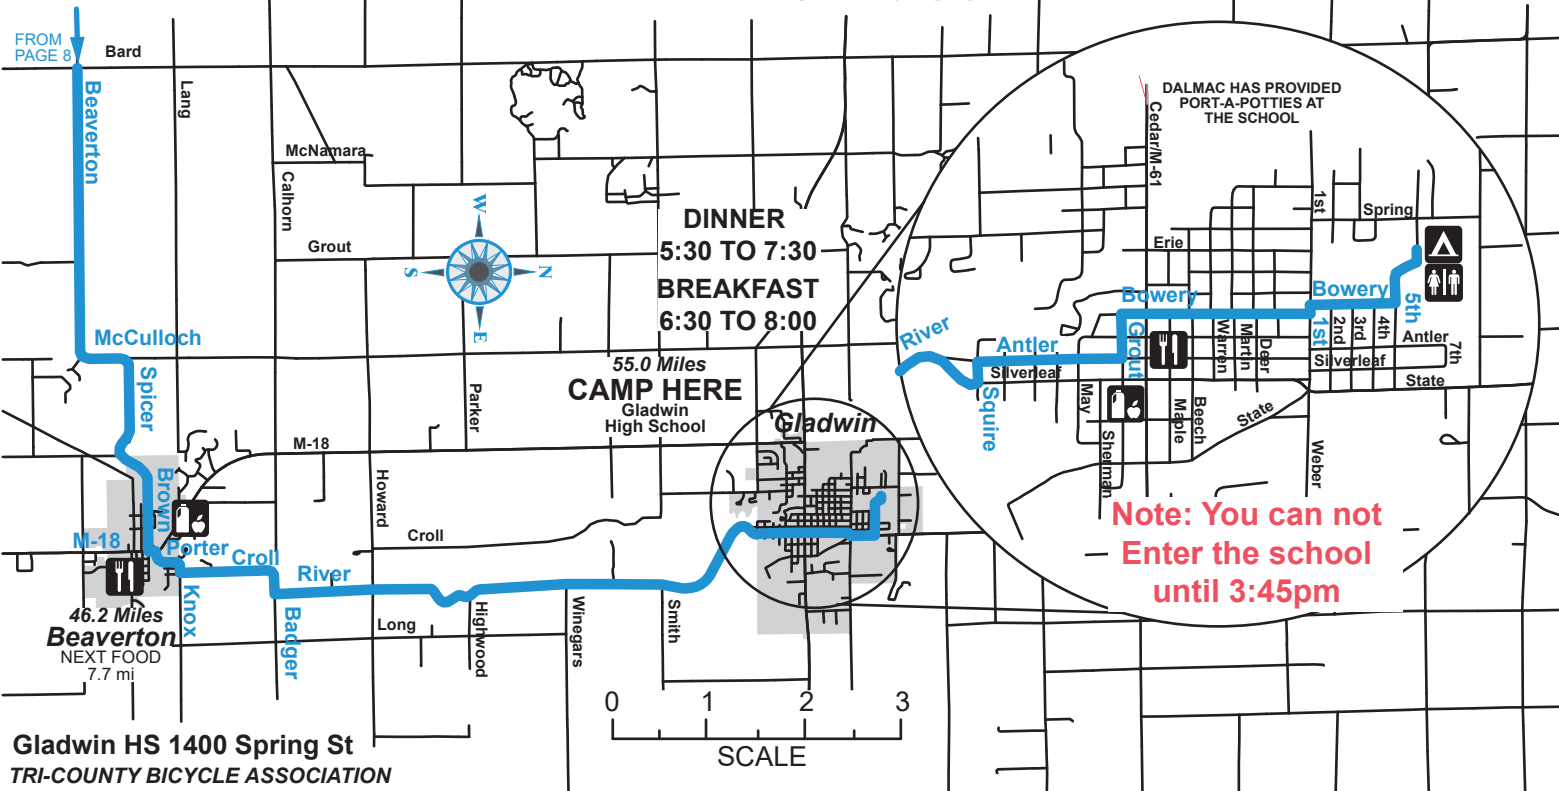 FROM
PAGE 8
Bard
Beaverton
Lang
McNamara
Calhorn
Grout
W
S
N
E
DINNER
5:30 TO 7:30
BREAKFAST
6:30 TO 8:00
McCulloch
Spicer
Parker
55.0 Miles
CAMP HERE
Gladwin
High School
Gladwin
M-18
Brown
Howard
Croll
M-18
Porter
Croll
River
Knox
Badger
Long
Highwood
Winegars
Smith
46.2 Miles
Beaverton
NEXT FOOD
7.7 mi
0 1 2 3
SCALE
Gladwin HS 1400 Spring St
TRI-COUNTY BICYCLE ASSOCIATION
DALMAC HAS PROVIDED
PORT-A-POTTIES AT
THE SCHOOL
Cedar/M-61
1st
Spring
Erie
Bowery
Bowery
5th
River
Antler
Silverleaf
Squire
Grout
Warren
Martin
Deer
1st
2nd
3rd
4th
Antler
7th
Silverleaf
State
May
Sherman
Maple
Beech
State
Weber
Note: You can not
Enter the school
until 3:45pm